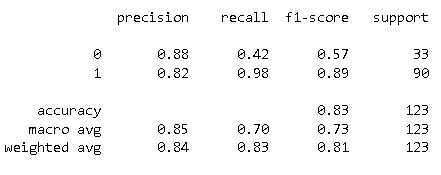 precision recall f1-score support
0 0.88 0.42 0.57 33
1 0.82 0.98 0.89 90
accuracy 0.83 123
macro avg 0.85 0.70 0.73 123
weighted avg 0.84 0.83 0.81 123